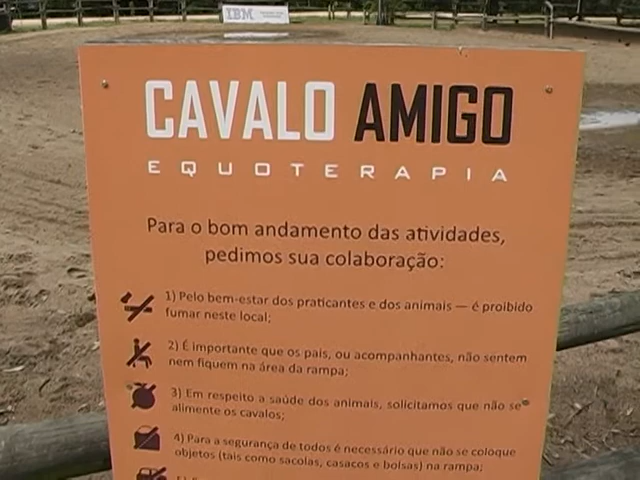 IBM
CAVALO AMIGO
EQUOTERAPIA
Para o bom andamento das atividades,
pedimos sua colaboração:
1) Pelo bem-estar dos praticantes e dos animais — é proibido
fumar neste local;
2) É importante que os pais, ou acompanhantes, não sentem
nem fiquem na área da rampa;
3) Em respeito a saúde dos animais, solicitamos que não se
alimente os cavalos;
4) Para a segurança de todos é necessário que não se coloque
objetos (tais como sacolas, casacos e bolsas) na rampa;